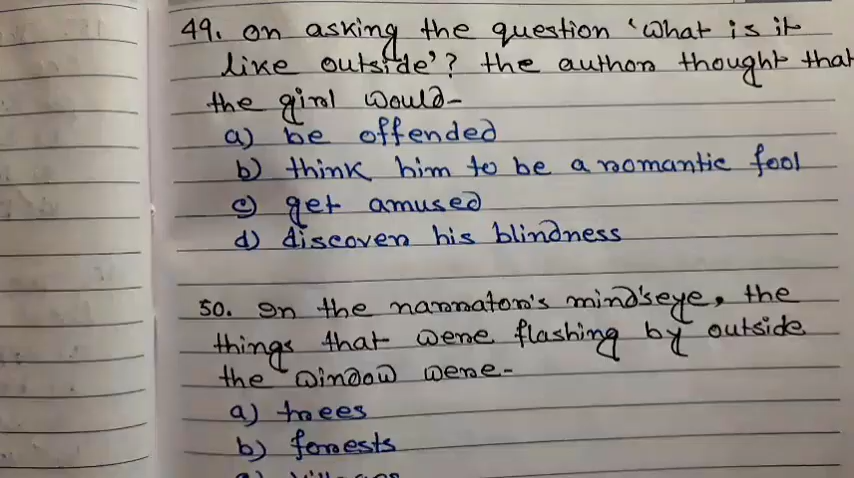 49. On asking the question 'What is it
like outside'? the author thought that
the girl would-
a) be offended
b) think him to be a romantic fool
c) get amused
d) discover his blindness
50. In the narrator's mind's eye, the
things that were flashing by outside
the window were-
a) trees
b) forests